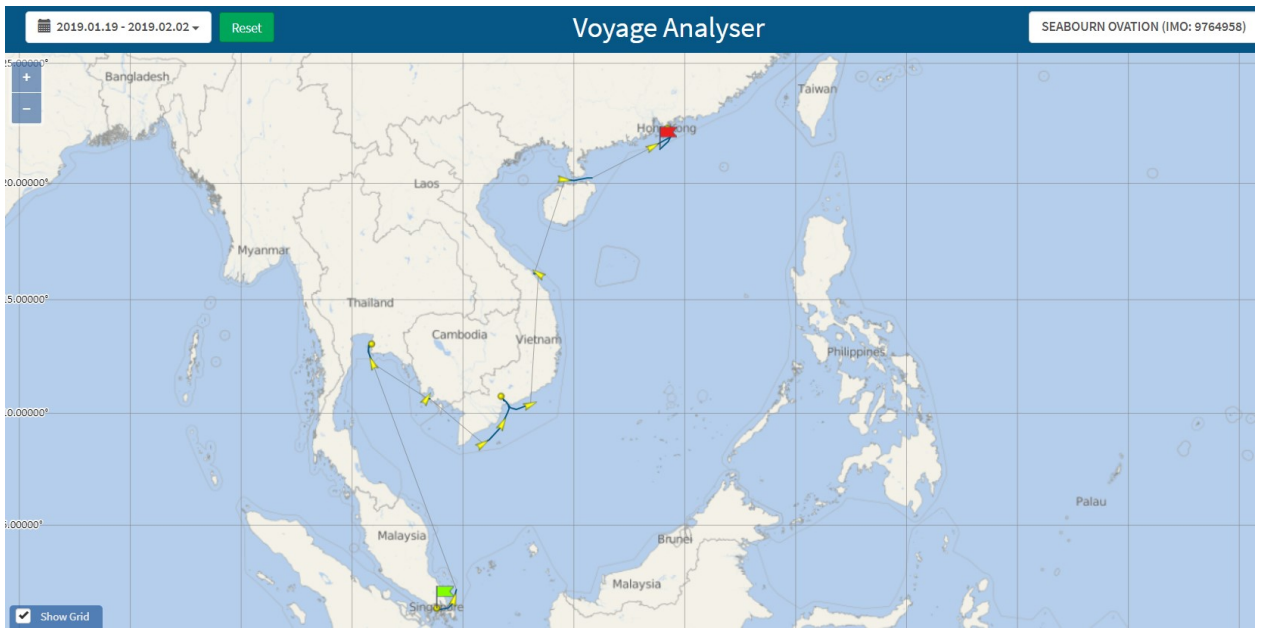 2019.01.19 - 2019.02.02
Reset
Voyage Analyser
SEABOURN OVATION (IMO: 9764958)
25.00000°
+
Bangladesh
Taiwan
−
Hong Kong
20.00000°
Laos
Myanmar
15.00000°
Thailand
Cambodia
Vietnam
Philippines
10.00000°
Palau
5.00000°
Malaysia
Brunei
Malaysia
Singapore
Show Grid